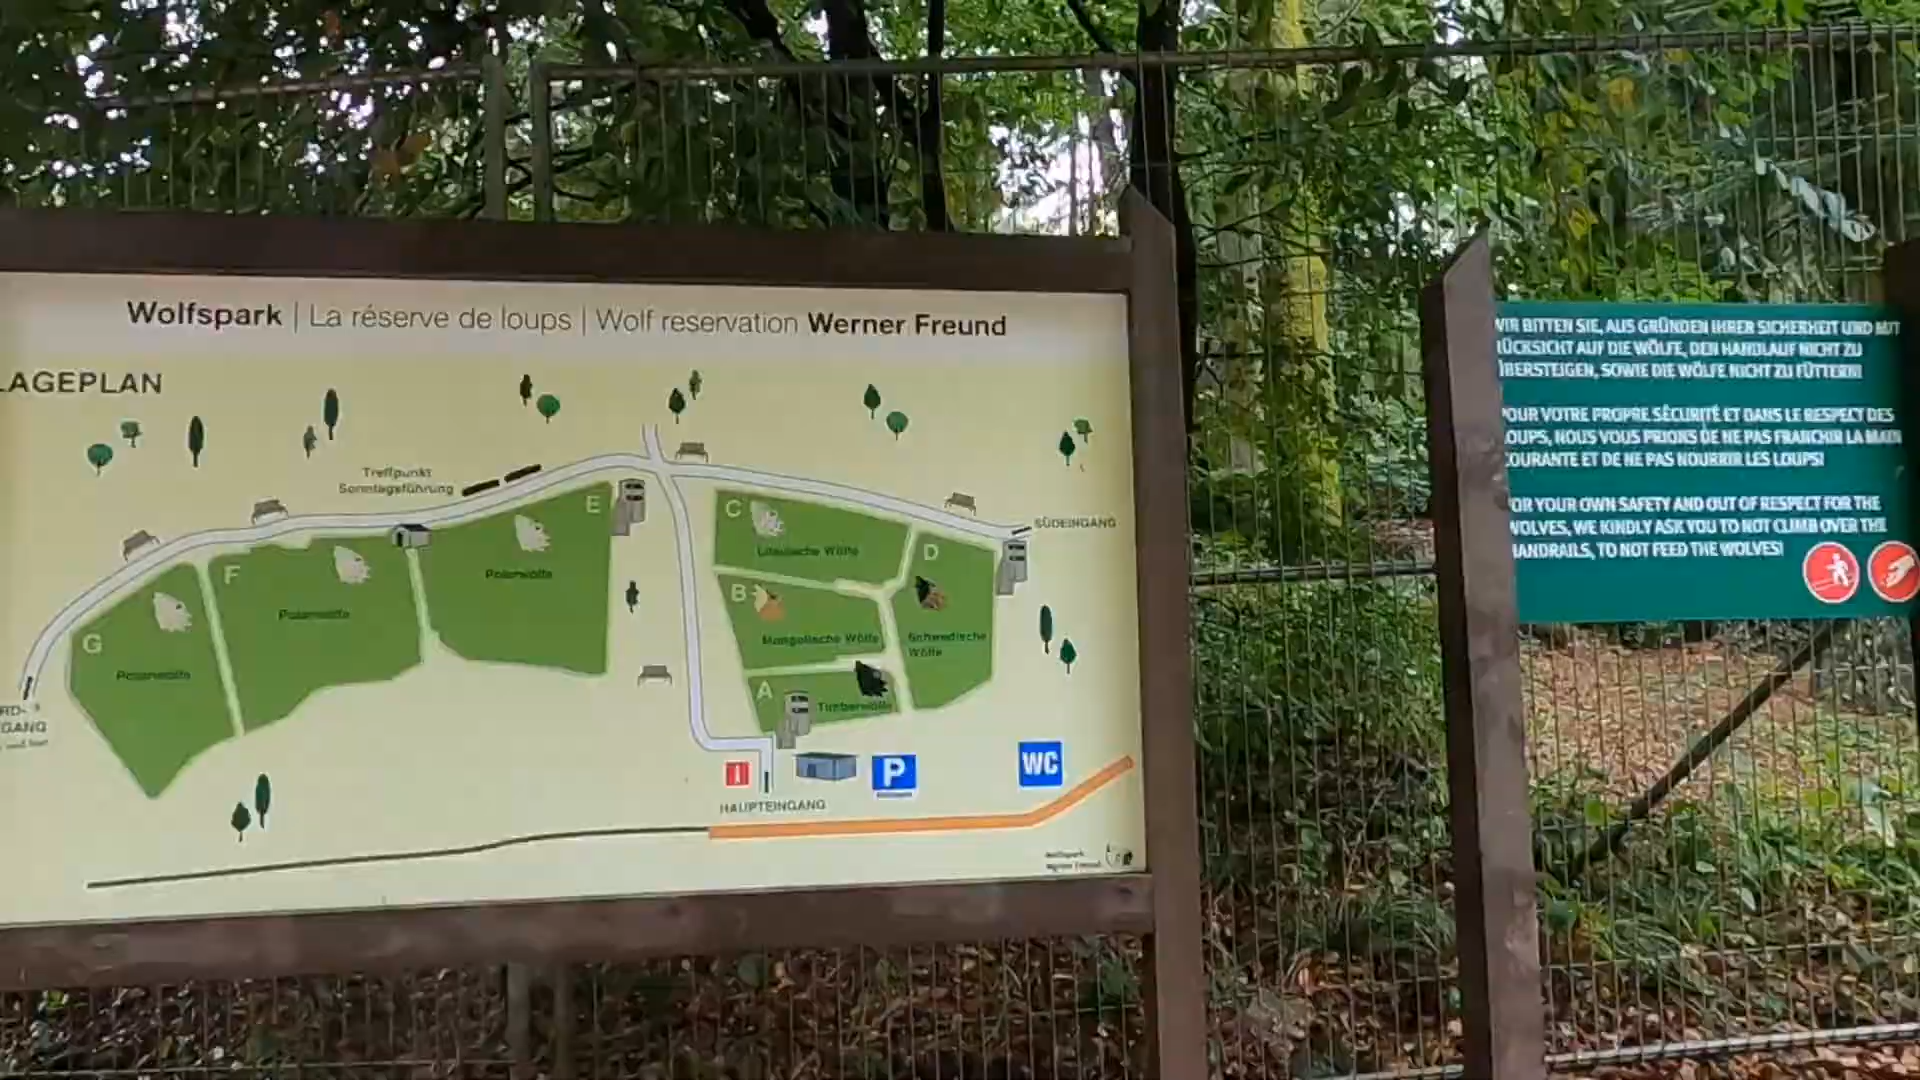 Wolfspark | La réserve de loups | Wolf reservation Werner Freund
LAGEPLAN
Treffpunkt
Sonntagsführung
E
C
Litauische Wölfe
SÜDEINGANG
D
F
Polarwölfe
Polarwölfe
B
Mongolische Wölfe
Schwedische
Wölfe
G
Polarwölfe
A
Timberwölfe
RD-
GANG
i
P
WC
HAUPTEINGANG
Wolfspark
Werner Freund
WIR BITTEN SIE, AUS GRÜNDEN IHRER SICHERHEIT UND MIT
RÜCKSICHT AUF DIE WÖLFE, DEN HANDLAUF NICHT ZU
ÜBERSTEIGEN, SOWIE DIE WÖLFE NICHT ZU FÜTTERN!
POUR VOTRE PROPRE SÉCURITÉ ET DANS LE RESPECT DES
LOUPS, NOUS VOUS PRIONS DE NE PAS FRANCHIR LA MAIN
COURANTE ET DE NE PAS NOURRIR LES LOUPS!
FOR YOUR OWN SAFETY AND OUT OF RESPECT FOR THE
WOLVES, WE KINDLY ASK YOU TO NOT CLIMB OVER THE
HANDRAILS, TO NOT FEED THE WOLVES!